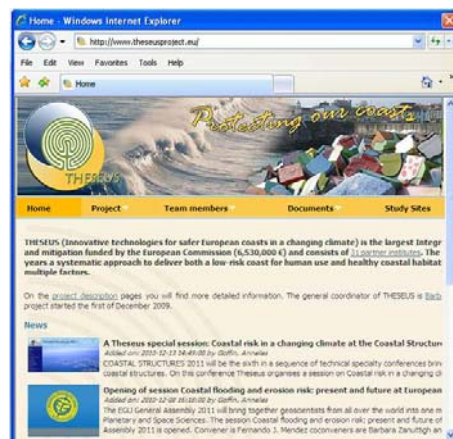 Home - Windows Internet Explorer
http://www.theseusproject.eu/
File Edit View Favorites Tools Help
Home
Protecting our coasts
THESEUS
Home Project Team members Documents Study Sites
THESEUS (Innovative technologies for safer European coasts in a changing climate) is the largest Integr
and mitigation funded by the European Commission (6,530,000 €) and consists of 31 partner institutes. The
years a systematic approach to deliver both a low-risk coast for human use and healthy coastal habitat
multiple factors.
On the project description pages you will find more detailed information. The general coordinator of THESEUS is Barb
project started the first of December 2009.
News
A Theseus special session: Coastal risk in a changing climate at the Coastal Structure
Added on: 2010-12-13 14:49:00 by Goffin, Annelies
COASTAL STRUCTURES 2011 will be the sixth in a sequence of technical specialty conferences brin
coastal structures. On this conference Theseus organises a session on Coastal risk in a changing cl
Opening of session Coastal flooding and erosion risk: present and future at European
Added on: 2010-12-08 by Goffin, Annelies
The EGU General Assembly 2011 will bring together geoscientists from all over the world into one m
Planetary and Space Sciences. The session Coastal flooding and erosion risk: present and future of
Assembly 2011 is opened. Convener is Fernando J. Mendez coconveners are Barbara Zanuttigh an